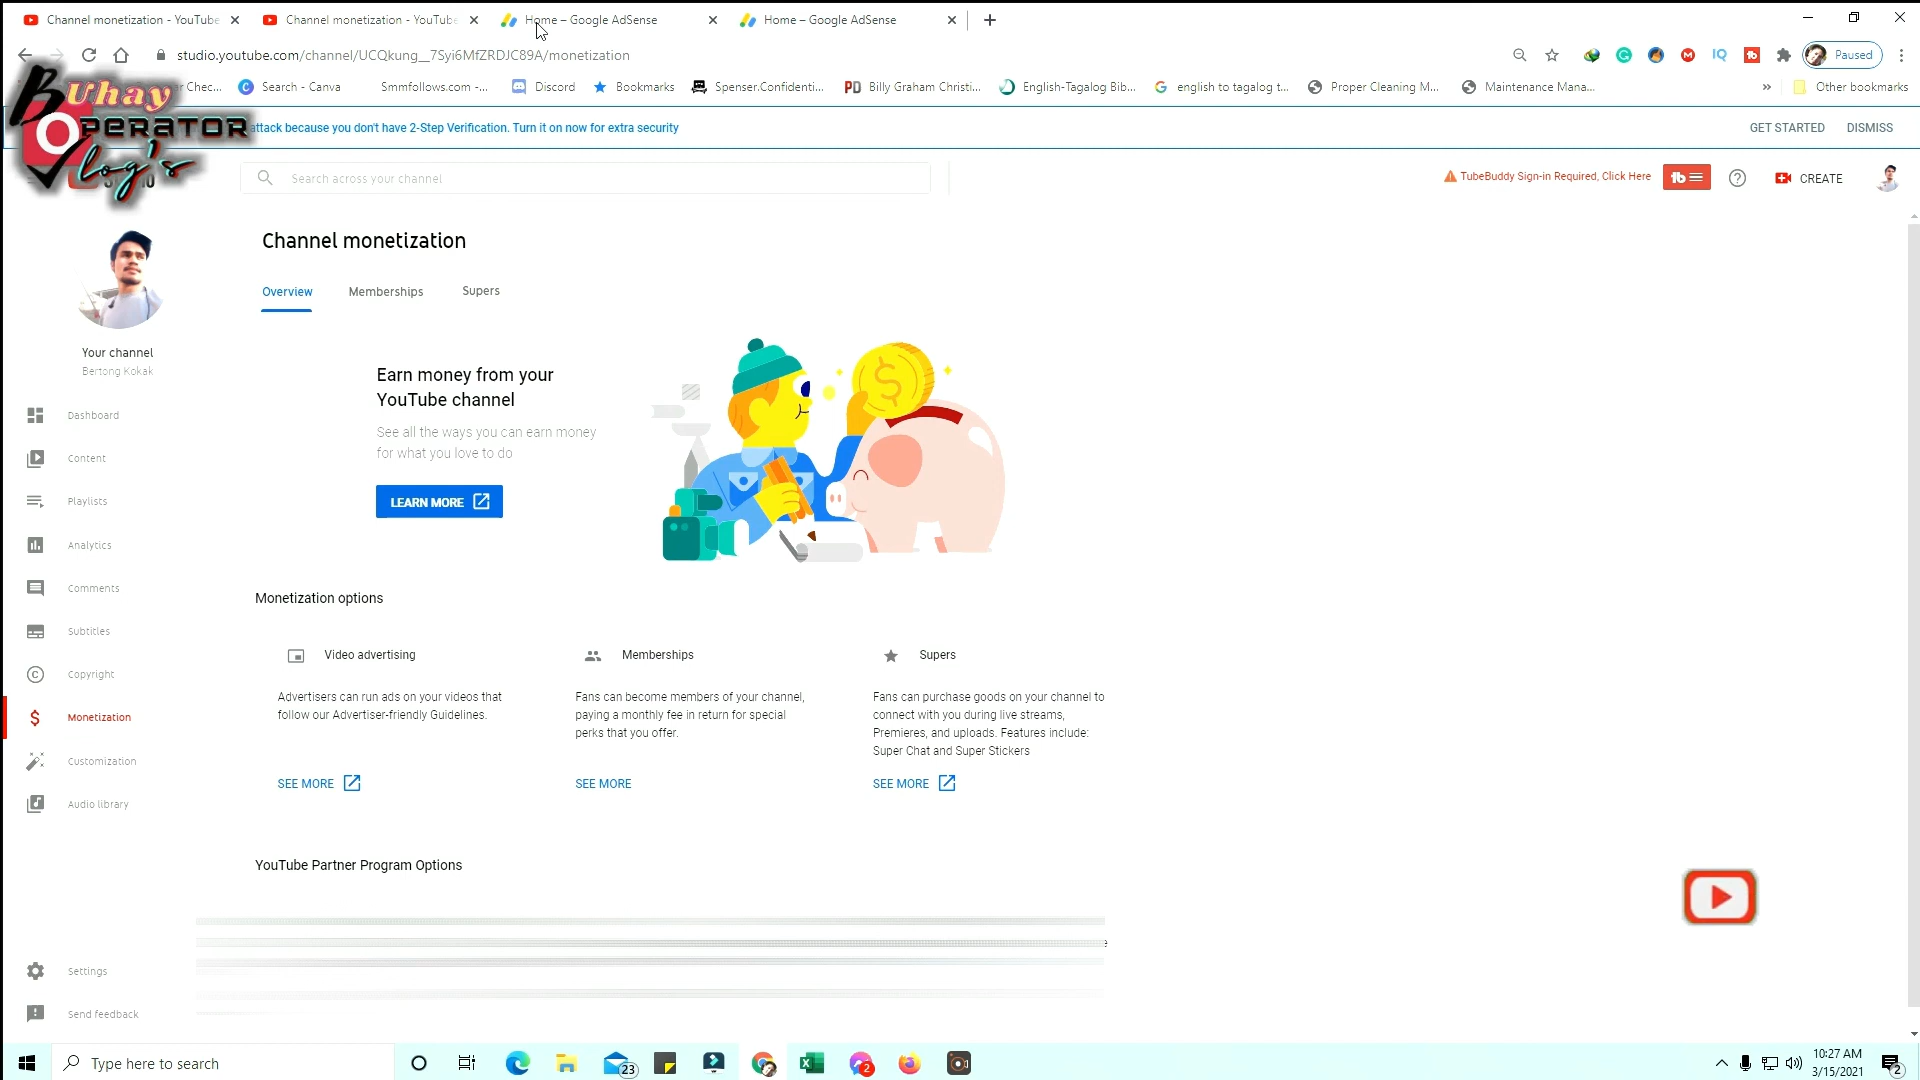 Channel monetization - YouTube
Channel monetization - YouTube
Home – Google AdSense
Home – Google AdSense
studio.youtube.com/channel/UCQkung__7Syi6MfZRDJC89A/monetization
Paused
r Chec...
Search - Canva
Smmfollows.com -...
Discord
Bookmarks
Spenser.Confidenti...
PD Billy Graham Christi...
English-Tagalog Bib...
english to tagalog t...
Proper Cleaning M...
Maintenance Mana...
»
Other bookmarks
BUhay
OPERATOR
Vlog's
attack because you don't have 2-Step Verification. Turn it on now for extra security
GET STARTED
DISMISS
Search across your channel
TubeBuddy Sign-in Required, Click Here
tb
CREATE
Channel monetization
Overview
Memberships
Supers
Your channel
Bertong Kokak
Earn money from your
YouTube channel
See all the ways you can earn money
for what you love to do
LEARN MORE
Dashboard
Content
Playlists
Analytics
Comments
Subtitles
Copyright
Monetization
Customization
Audio library
Settings
Send feedback
Monetization options
Video advertising
Advertisers can run ads on your videos that
follow our Advertiser-friendly Guidelines.
SEE MORE
Memberships
Fans can become members of your channel,
paying a monthly fee in return for special
perks that you offer.
SEE MORE
Supers
Fans can purchase goods on your channel to
connect with you during live streams,
Premieres, and uploads. Features include:
Super Chat and Super Stickers
SEE MORE
YouTube Partner Program Options
Type here to search
23
2
10:27 AM
3/15/2021
2